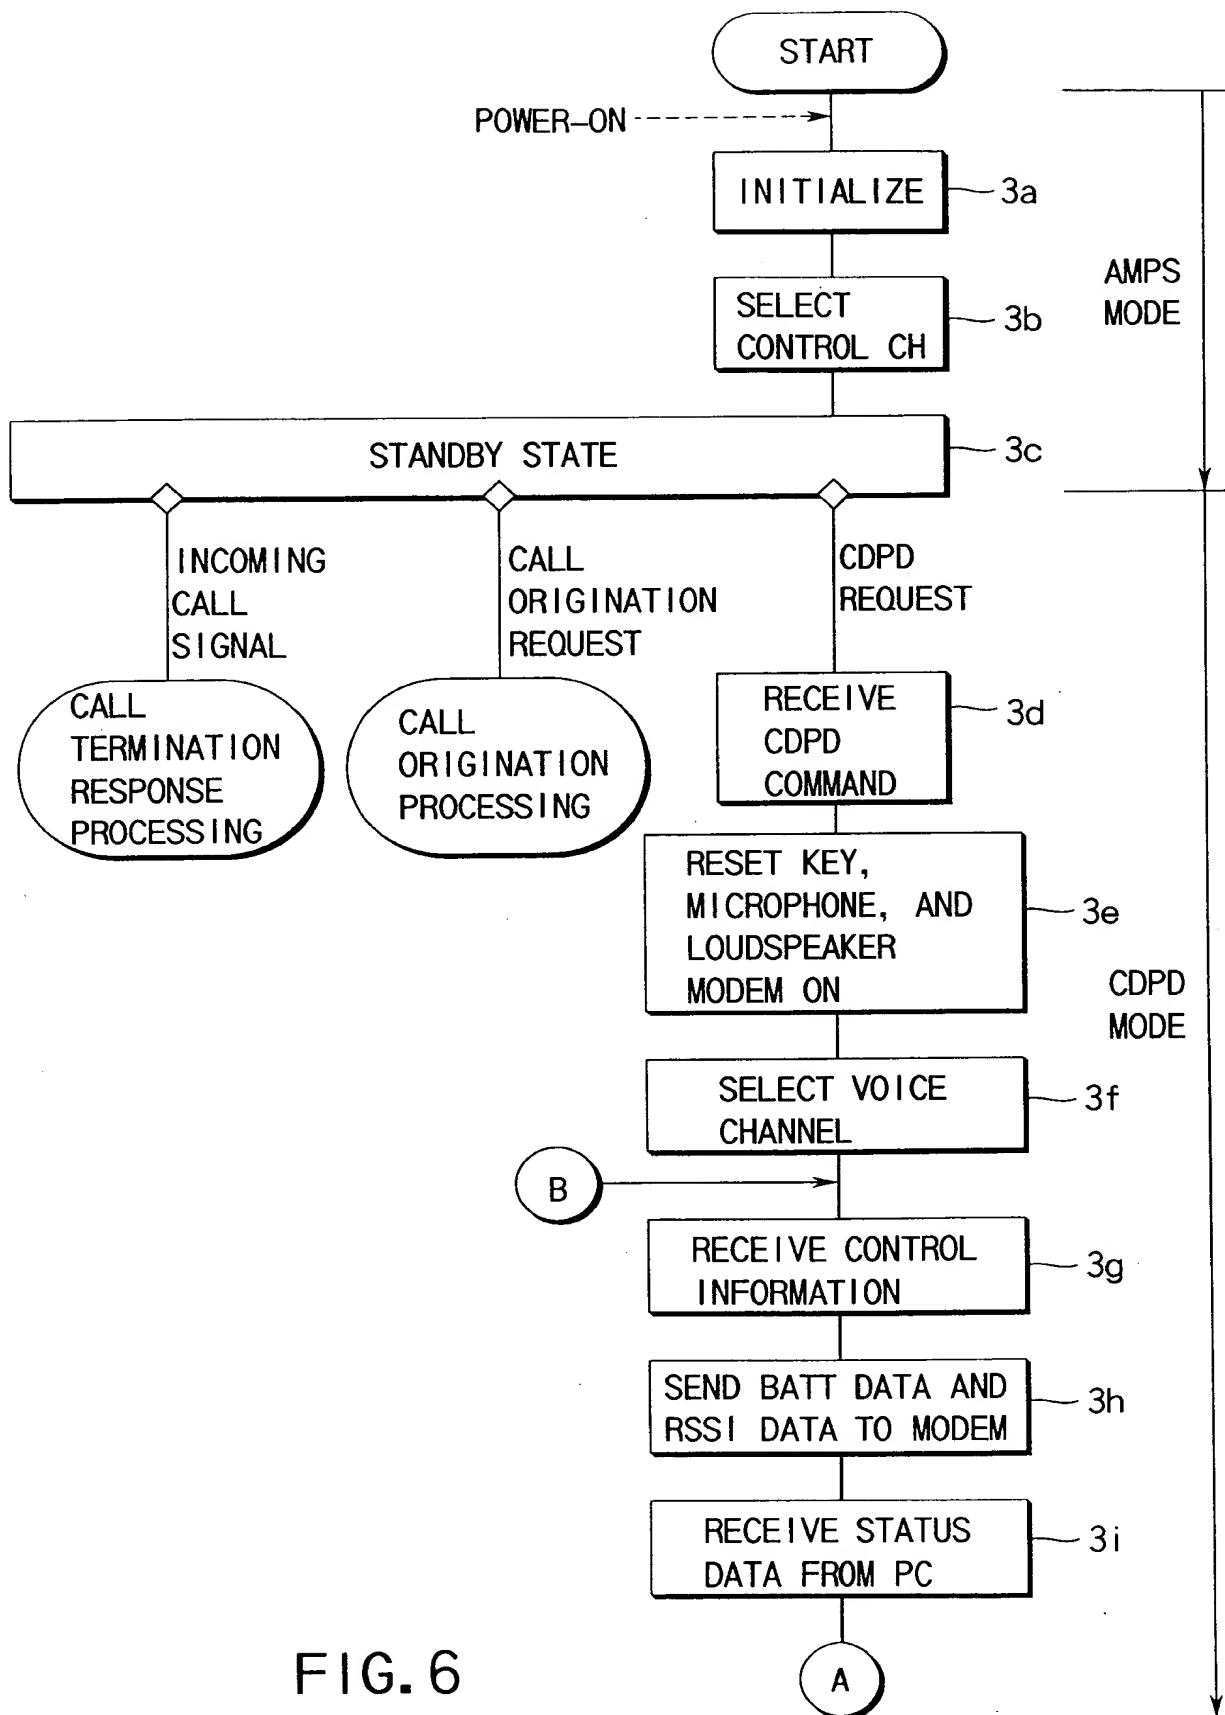 START
POWER-ON
INITIALIZE
3a
SELECT
CONTROL CH
3b
AMPS
MODE
STANDBY STATE
3c
INCOMING
CALL
SIGNAL
CALL
ORIGINATION
REQUEST
CDPD
REQUEST
CALL
TERMINATION
RESPONSE
PROCESSING
CALL
ORIGINATION
PROCESSING
RECEIVE
CDPD
COMMAND
3d
RESET KEY,
MICROPHONE, AND
LOUDSPEAKER
MODEM ON
3e
CDPD
MODE
SELECT VOICE
CHANNEL
3f
B
RECEIVE CONTROL
INFORMATION
3g
SEND BATT DATA AND
RSSI DATA TO MODEM
3h
RECEIVE STATUS
DATA FROM PC
3i
A
FIG. 6